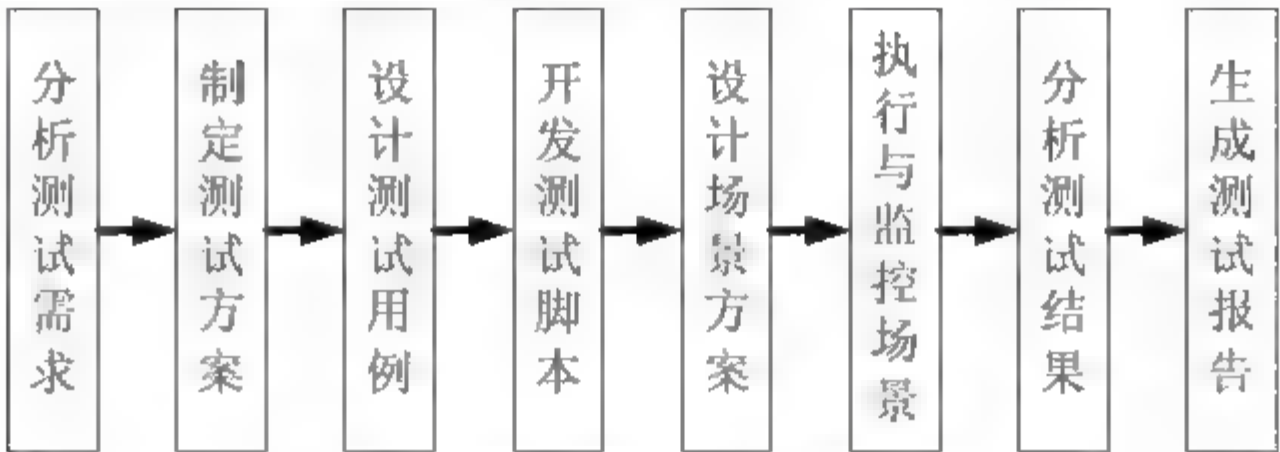 分析测试需求
制定测试方案
设计测试用例
开发测试脚本
设计场景方案
执行与监控场景
分析测试结果
生成测试报告